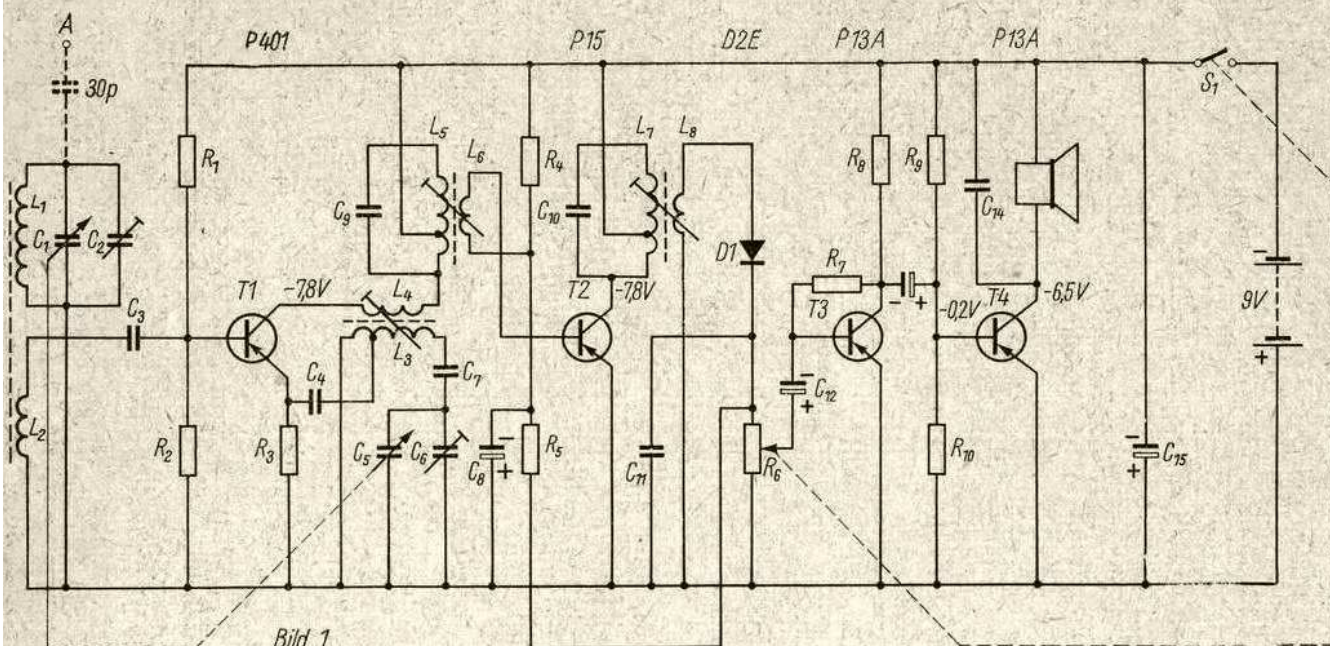 A
P401
P15
D2E
P13A
P13A
30p
S₁
L₅
L₇
L₈
L₆
R₁
R₄
R₈
R₉
L₁
C₁
C₂
C₉
C₁₀
C₁₄
D1
R₇
T1
-7,8V
L₄
T2
-7,8V
T3
- +
-0,2V
T4
-6,5V
-
9V
+
C₃
L₃
C₄
C₇
-
C₁₂
+
L₂
R₂
R₃
C₅
C₆
-
C₈
+
R₅
C₁₁
R₆
R₁₀
-
C₁₅
+
Bild 1